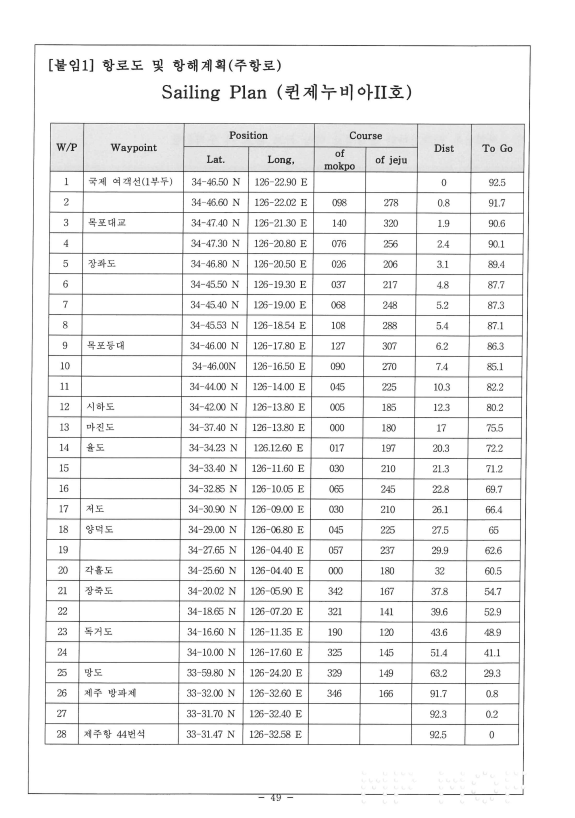 [붙임1] 항로도 및 항해계획(주항로)
Sailing Plan (퀸제누비아II호)
W/P Waypoint Position Course Dist To Go
Lat. Long, of mokpo of jeju
1 국제 여객선(1부두) 34-46.50 N 126-22.90 E 0 92.5
2 34-46.60 N 126-22.02 E 098 278 0.8 91.7
3 목포대교 34-47.40 N 126-21.30 E 140 320 1.9 90.6
4 34-47.30 N 126-20.80 E 076 256 2.4 90.1
5 장좌도 34-46.80 N 126-20.50 E 026 206 3.1 89.4
6 34-45.50 N 126-19.30 E 037 217 4.8 87.7
7 34-45.40 N 126-19.00 E 068 248 5.2 87.3
8 34-45.53 N 126-18.54 E 108 288 5.4 87.1
9 목포등대 34-46.00 N 126-17.80 E 127 307 6.2 86.3
10 34-46.00N 126-16.50 E 090 270 7.4 85.1
11 34-44.00 N 126-14.00 E 045 225 10.3 82.2
12 시하도 34-42.00 N 126-13.80 E 005 185 12.3 80.2
13 마진도 34-37.40 N 126-13.80 E 000 180 17 75.5
14 율도 34-34.23 N 126.12.60 E 017 197 20.3 72.2
15 34-33.40 N 126-11.60 E 030 210 21.3 71.2
16 34-32.85 N 126-10.05 E 065 245 22.8 69.7
17 저도 34-30.90 N 126-09.00 E 030 210 26.1 66.4
18 양덕도 34-29.00 N 126-06.80 E 045 225 27.5 65
19 34-27.65 N 126-04.40 E 057 237 29.9 62.6
20 각흘도 34-25.60 N 126-04.40 E 000 180 32 60.5
21 장죽도 34-20.02 N 126-05.90 E 342 167 37.8 54.7
22 34-18.65 N 126-07.20 E 321 141 39.6 52.9
23 독거도 34-16.60 N 126-11.35 E 190 120 43.6 48.9
24 34-10.00 N 126-17.60 E 325 145 51.4 41.1
25 방도 33-59.80 N 126-24.20 E 329 149 63.2 29.3
26 제주 방파제 33-32.00 N 126-32.60 E 346 166 91.7 0.8
27 33-31.70 N 126-32.40 E 92.3 0.2
28 제주항 44번석 33-31.47 N 126-32.58 E 92.5 0
- 49 -